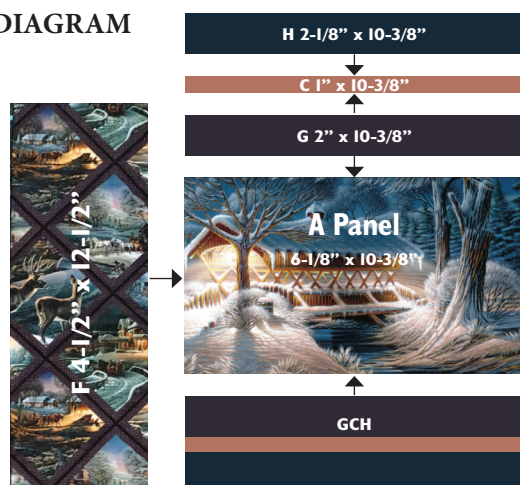 DIAGRAM
H 2-1/8” x 10-3/8”
C 1” x 10-3/8”
G 2” x 10-3/8”
F 4-1/2” x 12-1/2”
A Panel
6-1/8” x 10-3/8”
GCH